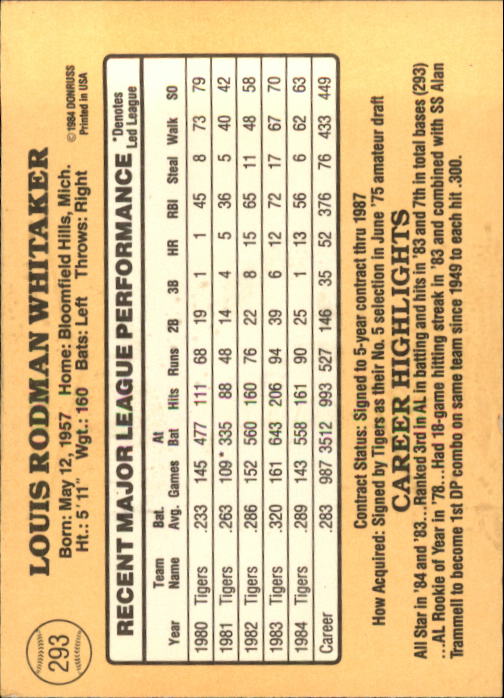 293
LOUIS RODMAN WHITAKER
Born: May 12, 1957 Home: Bloomfield Hills, Mich.
Ht.: 5' 11" Wgt.: 160 Bats: Left Throws: Right
© 1984 DONRUSS
Printed in USA
RECENT MAJOR LEAGUE PERFORMANCE
*Denotes
Led League
Year Team Name Bat. Avg. Games At Bat Hits Runs 2B 3B HR RBI Steal Walk SO
1980 Tigers .233 145 477 111 68 19 1 1 45 8 73 79
1981 Tigers .263 109* 335 88 48 14 4 5 36 5 40 42
1982 Tigers .286 152 560 160 76 22 8 15 65 11 48 58
1983 Tigers .320 161 643 206 94 39 6 12 72 17 67 70
1984 Tigers .289 143 558 161 90 25 1 13 56 6 62 63
Career .283 987 3512 993 527 146 35 52 376 76 433 449
Contract Status: Signed to 5-year contract thru 1987
How Acquired: Signed by Tigers as their No. 5 selection in June '75 amateur draft
CAREER HIGHLIGHTS
All Star in '84 and '83...Ranked 3rd in AL in batting and hits in '83 and 7th in total bases (293)
...AL Rookie of Year in '78...Had 18-game hitting streak in '83 and combined with SS Alan
Trammell to become 1st DP combo on same team since 1949 to each hit .300.